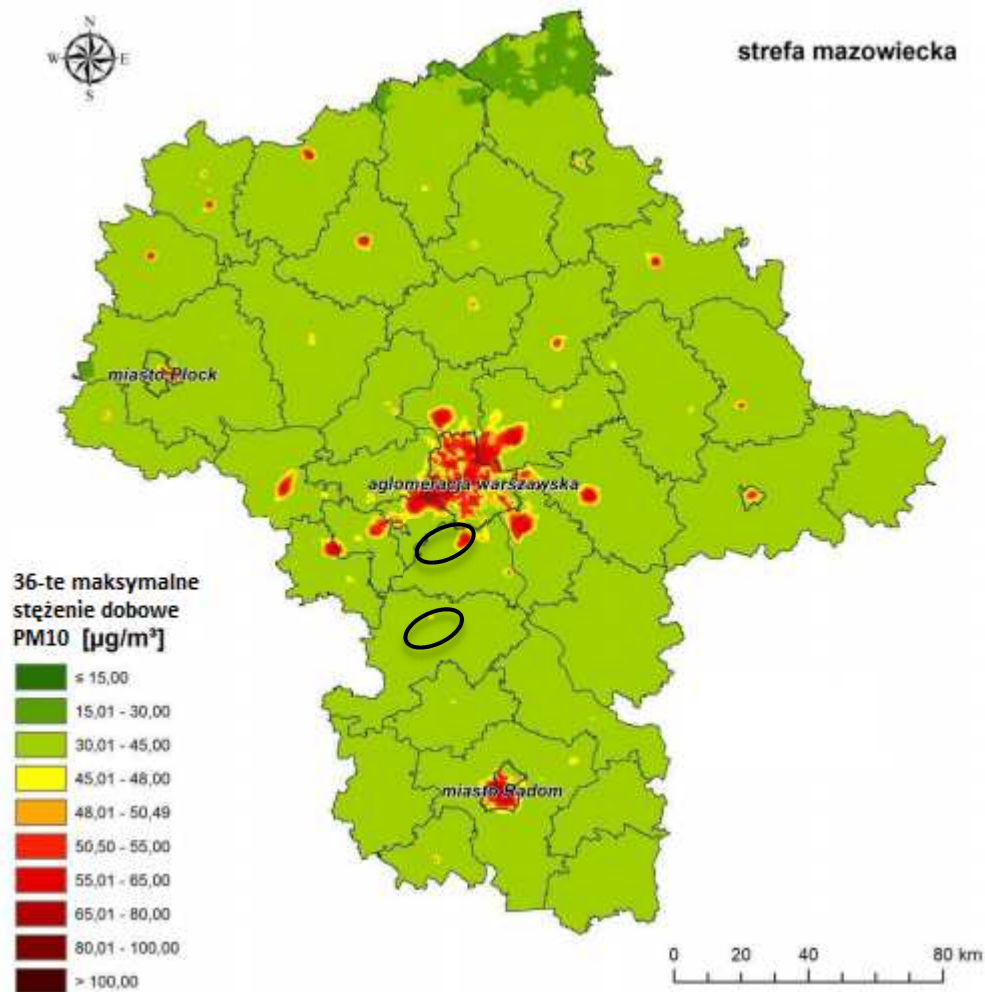 N
W
E
S
strefa mazowiecka
miasto Płock
aglomeracja warszawska
36-te maksymalne
stężenie dobowe
PM10 [µg/m³]
≤ 15,00
15,01 - 30,00
30,01 - 45,00
45,01 - 48,00
48,01 - 50,49
50,50 - 55,00
55,01 - 65,00
65,01 - 80,00
80,01 - 100,00
> 100,00
miasto Radom
0 20 40 80 km